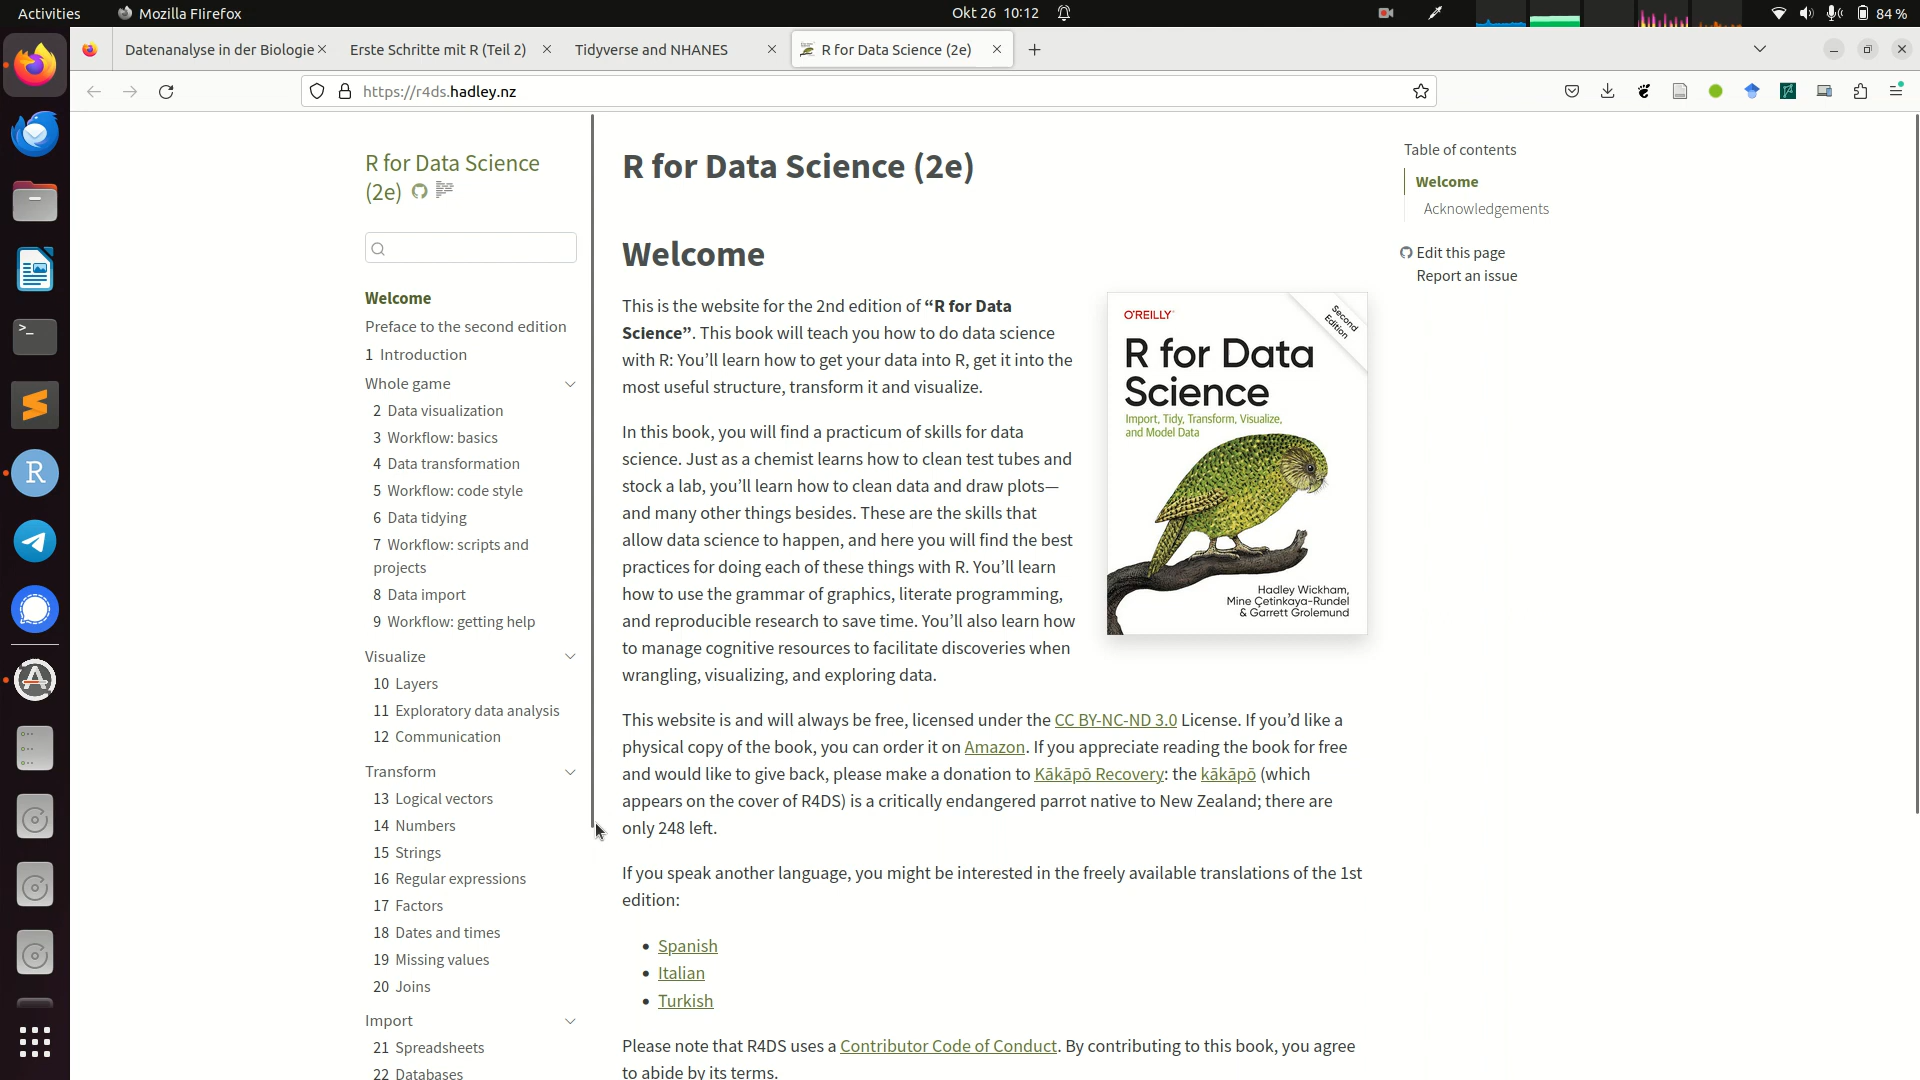 Activities
Mozilla FIirefox
Okt 26 10:12
84 %
Datenanalyse in der Biologie
Erste Schritte mit R (Teil 2)
Tidyverse and NHANES
R for Data Science (2e)
https://r4ds.hadley.nz
R for Data Science
(2e)
Welcome
Preface to the second edition
1 Introduction
Whole game
2 Data visualization
3 Workflow: basics
4 Data transformation
5 Workflow: code style
6 Data tidying
7 Workflow: scripts and
projects
8 Data import
9 Workflow: getting help
Visualize
10 Layers
11 Exploratory data analysis
12 Communication
Transform
13 Logical vectors
14 Numbers
15 Strings
16 Regular expressions
17 Factors
18 Dates and times
19 Missing values
20 Joins
Import
21 Spreadsheets
22 Databases
R for Data Science (2e)
Welcome
This is the website for the 2nd edition of “R for Data
Science”. This book will teach you how to do data science
with R: You’ll learn how to get your data into R, get it into the
most useful structure, transform it and visualize.
In this book, you will find a practicum of skills for data
science. Just as a chemist learns how to clean test tubes and
stock a lab, you’ll learn how to clean data and draw plots—
and many other things besides. These are the skills that
allow data science to happen, and here you will find the best
practices for doing each of these things with R. You’ll learn
how to use the grammar of graphics, literate programming,
and reproducible research to save time. You’ll also learn how
to manage cognitive resources to facilitate discoveries when
wrangling, visualizing, and exploring data.
O’REILLY
Second
Edition
R for Data
Science
Import, Tidy, Transform, Visualize,
and Model Data
Hadley Wickham,
Mine Çetinkaya-Rundel
& Garrett Grolemund
This website is and will always be free, licensed under the CC BY-NC-ND 3.0 License. If you’d like a
physical copy of the book, you can order it on Amazon. If you appreciate reading the book for free
and would like to give back, please make a donation to Kākāpō Recovery: the kākāpō (which
appears on the cover of R4DS) is a critically endangered parrot native to New Zealand; there are
only 248 left.
If you speak another language, you might be interested in the freely available translations of the 1st
edition:
• Spanish
• Italian
• Turkish
Please note that R4DS uses a Contributor Code of Conduct. By contributing to this book, you agree
to abide by its terms.
Table of contents
Welcome
Acknowledgements
Edit this page
Report an issue